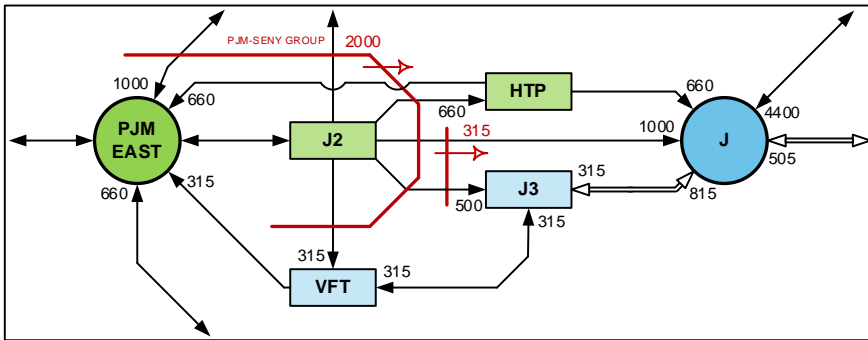 PJM-SENY GROUP 2000
1000
660
HTP
660
660
4400
PJM
EAST
J2
315
1000
J
505
660
315
500
J3
315
815
315
315
VFT
315